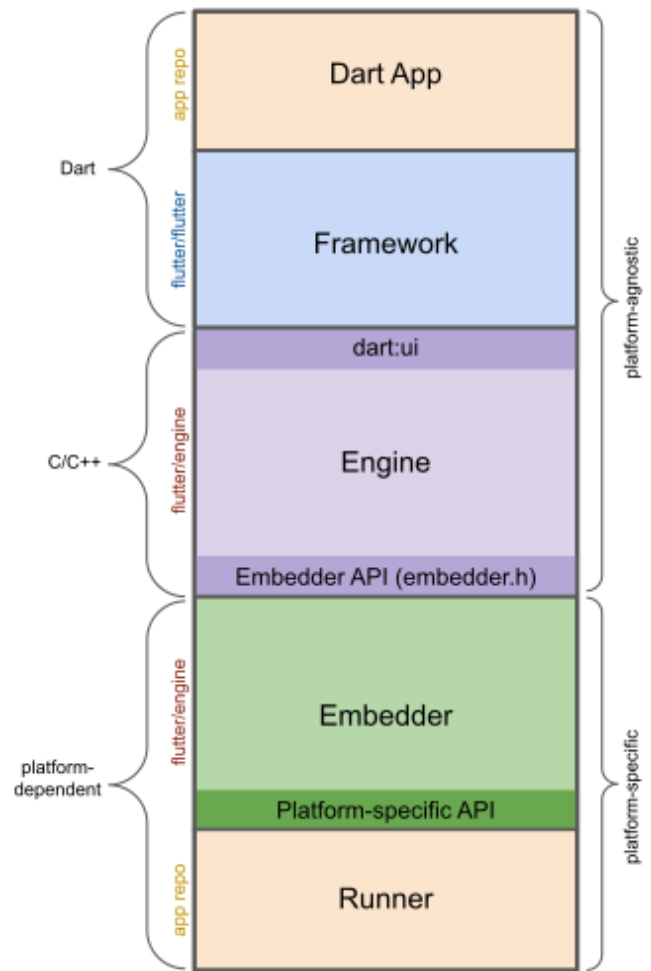 Dart App
Framework
dart:ui
Engine
Embedder API (embedder.h)
Embedder
Platform-specific API
Runner
app repo
flutter/flutter
flutter/engine
flutter/engine
app repo
Dart
C/C++
platform-
dependent
platform-agnostic
platform-specific